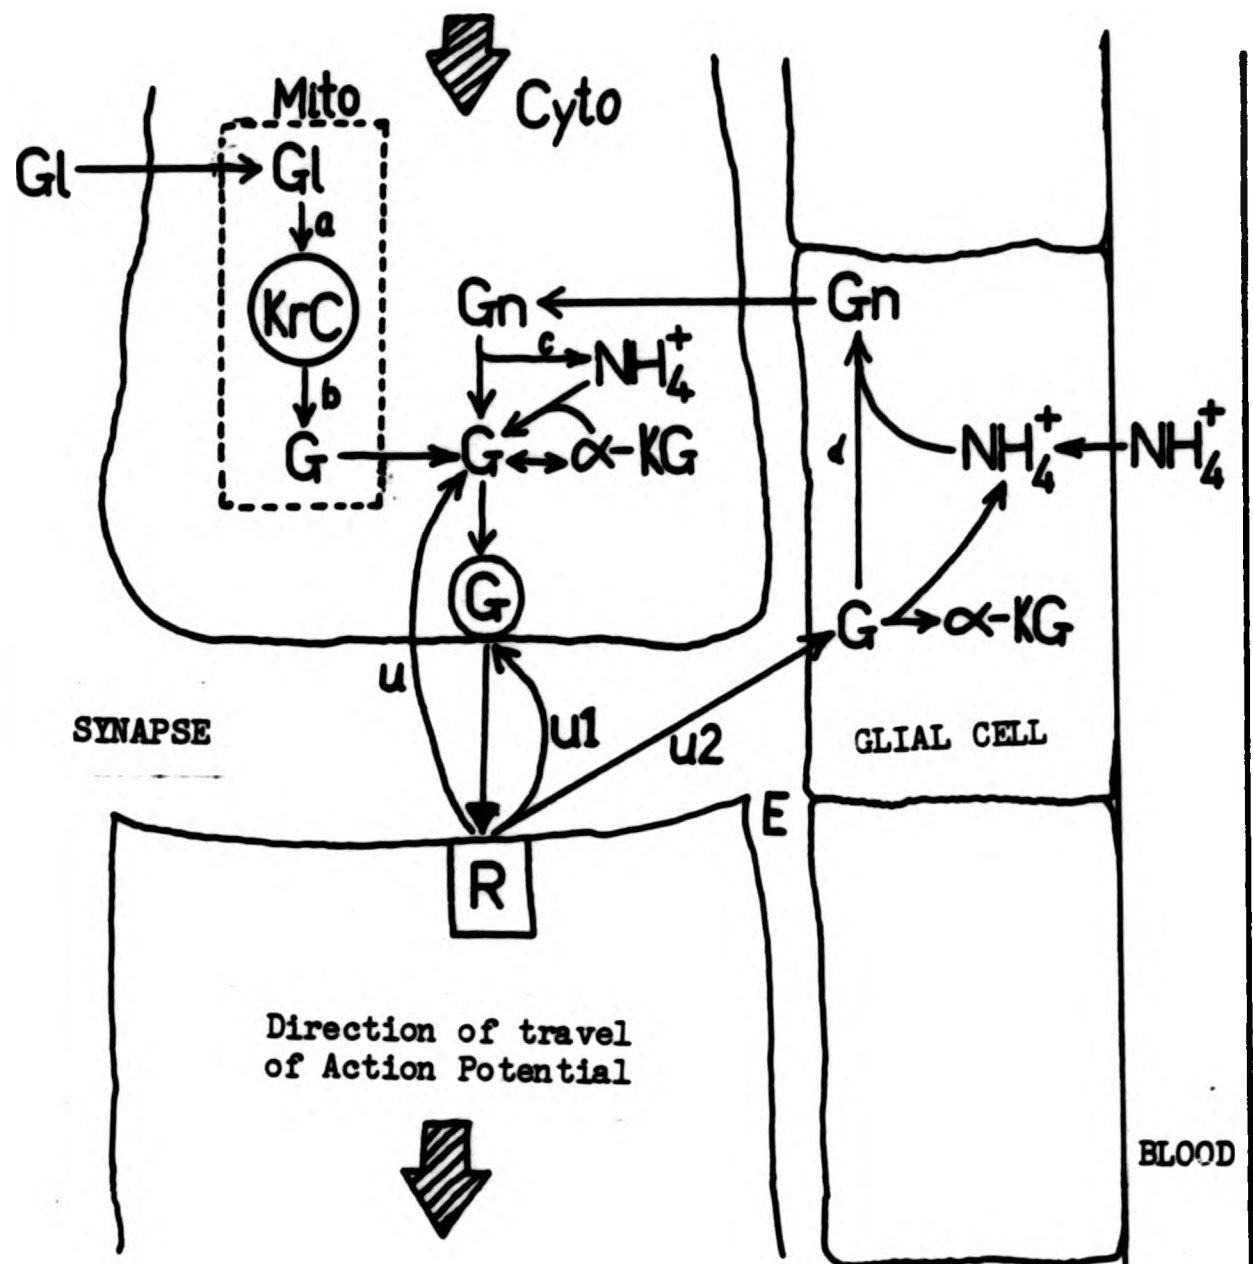 Mito
Cyto
Gl
Gl
a
KrC
b
G
Gn
c
NH4+
G
α-KG
G
u
u1
u2
R
E
Gn
d
NH4+
NH4+
G
α-KG
SYNAPSE
GLIAL CELL
Direction of travel
of Action Potential
BLOOD